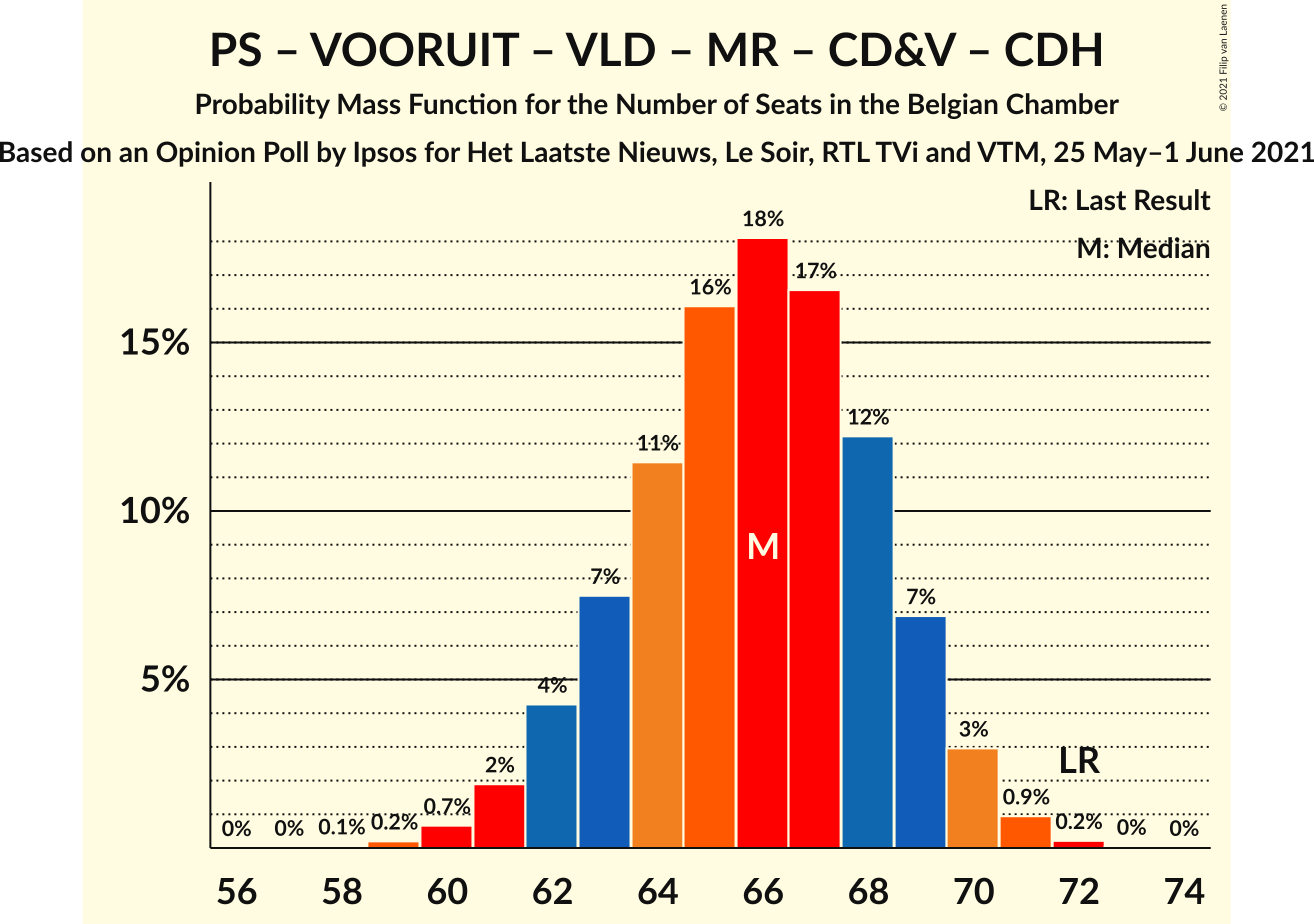 PS – VOORUIT – VLD – MR – CD&V – CDH
Probability Mass Function for the Number of Seats in the Belgian Chamber
Based on an Opinion Poll by Ipsos for Het Laatste Nieuws, Le Soir, RTL TVi and VTM, 25 May–1 June 2021
© 2021 Filip van Laenen
LR: Last Result
M: Median
15%
10%
5%
0%
0%
0.1%
0.2%
0.7%
2%
4%
7%
11%
16%
18%
17%
12%
7%
3%
0.9%
0.2%
0%
0%
M
LR
56 58 60 62 64 66 68 70 72 74